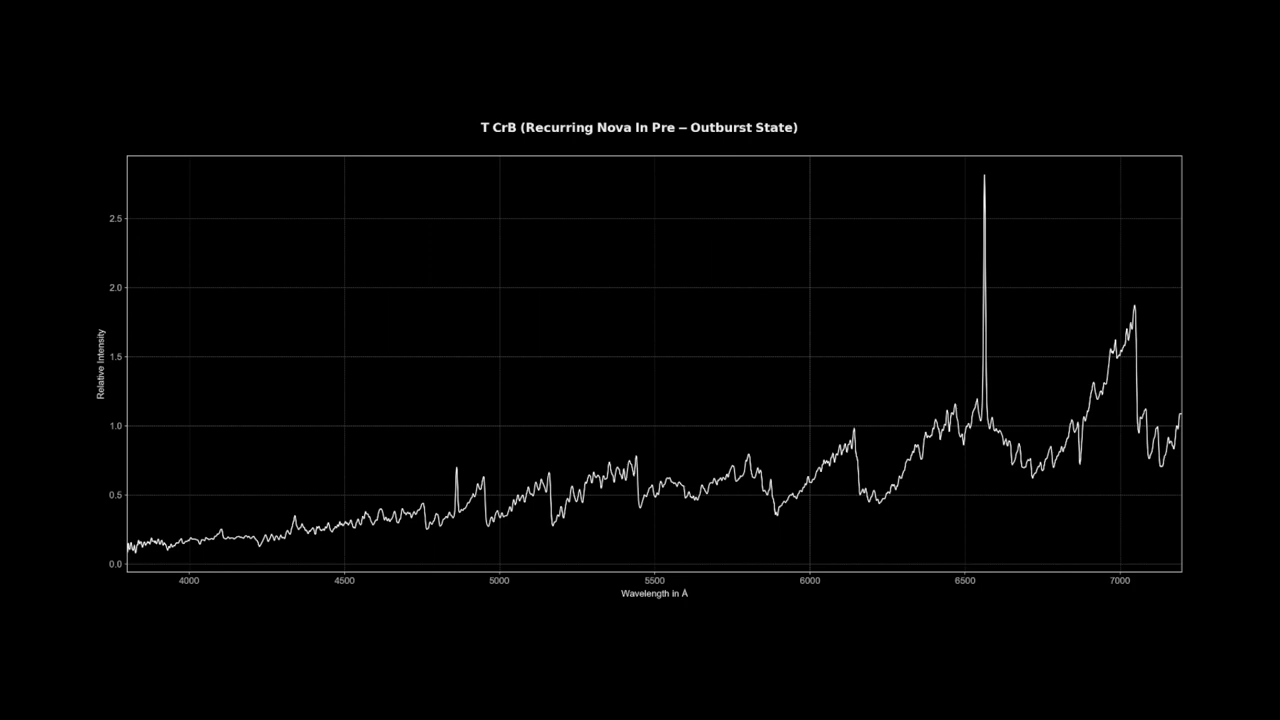 T CrB (Recurring Nova In Pre – Outburst State)
2.5
2.0
1.5
1.0
0.5
0.0
Relative Intensity
4000 4500 5000 5500 6000 6500 7000
Wavelength in Å